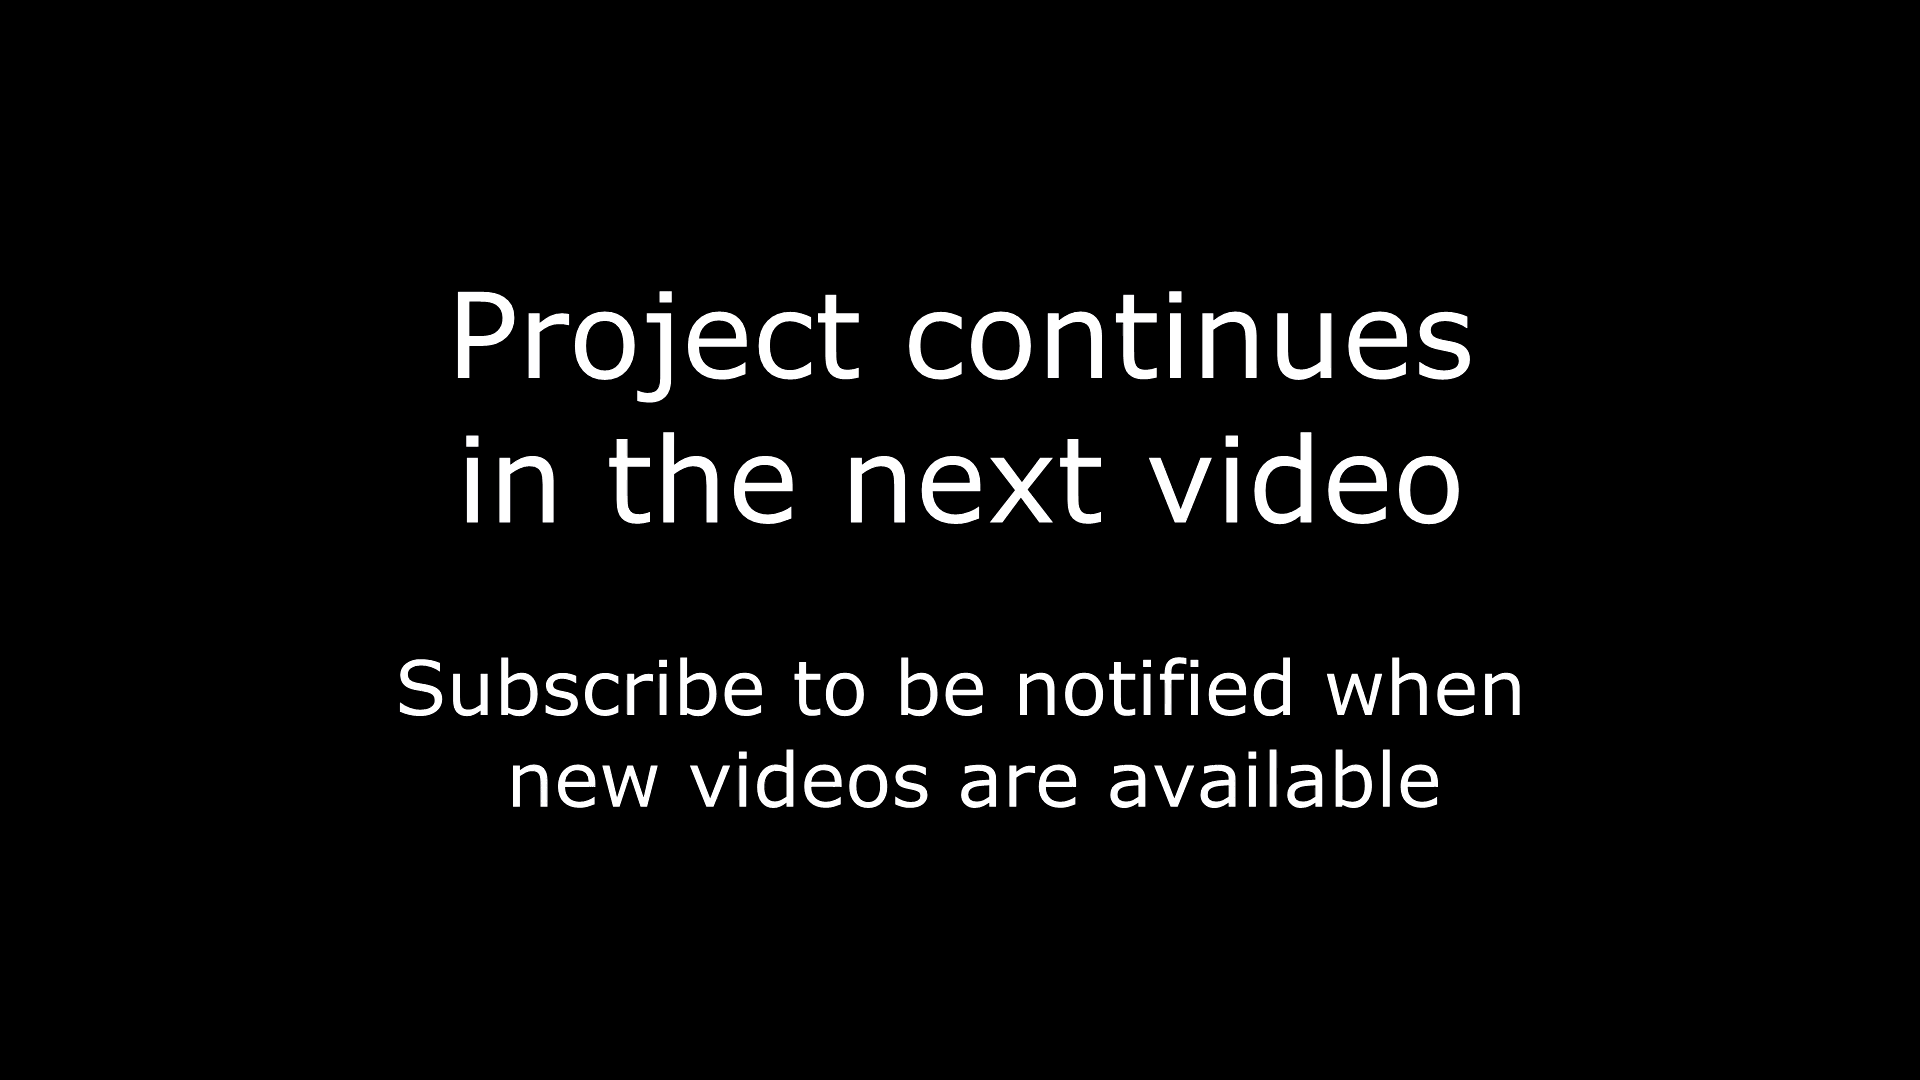 Project continues
in the next video
Subscribe to be notified when
new videos are available